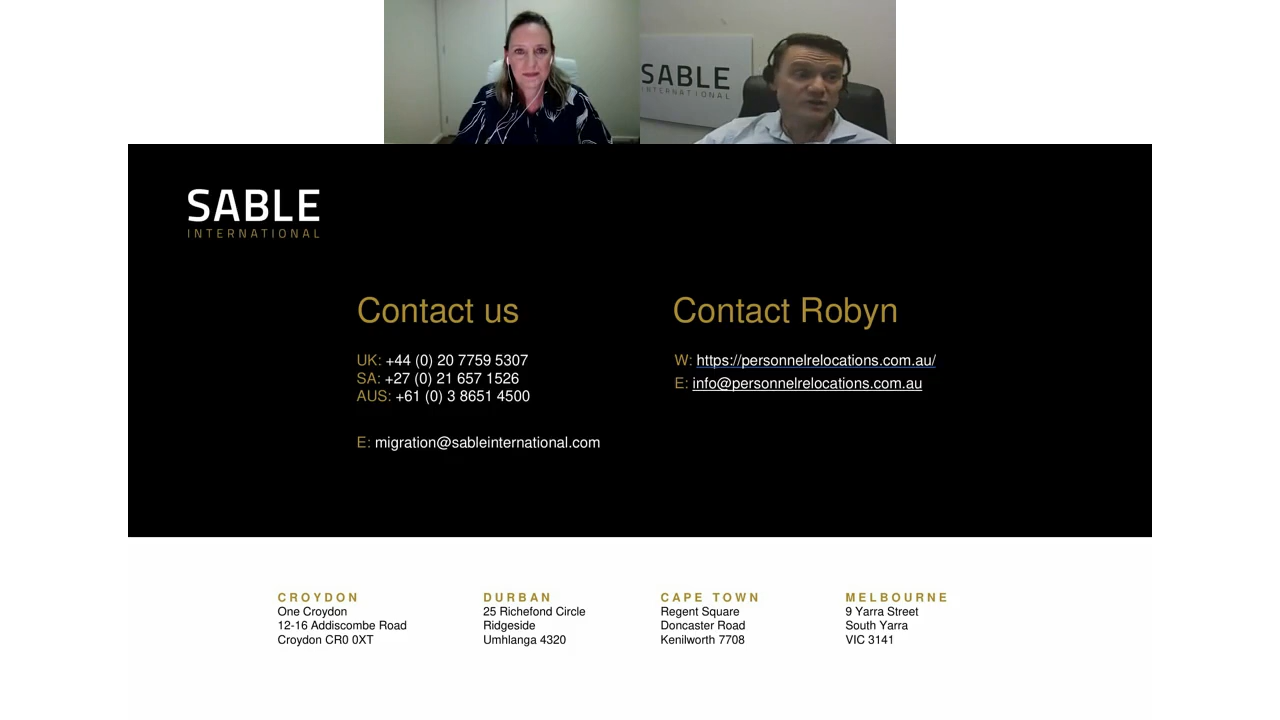 SABLE
INTERNATIONAL
SABLE
INTERNATIONAL
Contact us
UK: +44 (0) 20 7759 5307
SA: +27 (0) 21 657 1526
AUS: +61 (0) 3 8651 4500
E: migration@sableinternational.com
Contact Robyn
W: https://personnelrelocations.com.au/
E: info@personnelrelocations.com.au
CROYDON
One Croydon
12-16 Addiscombe Road
Croydon CR0 0XT
DURBAN
25 Richefond Circle
Ridgeside
Umhlanga 4320
CAPE TOWN
Regent Square
Doncaster Road
Kenilworth 7708
MELBOURNE
9 Yarra Street
South Yarra
VIC 3141